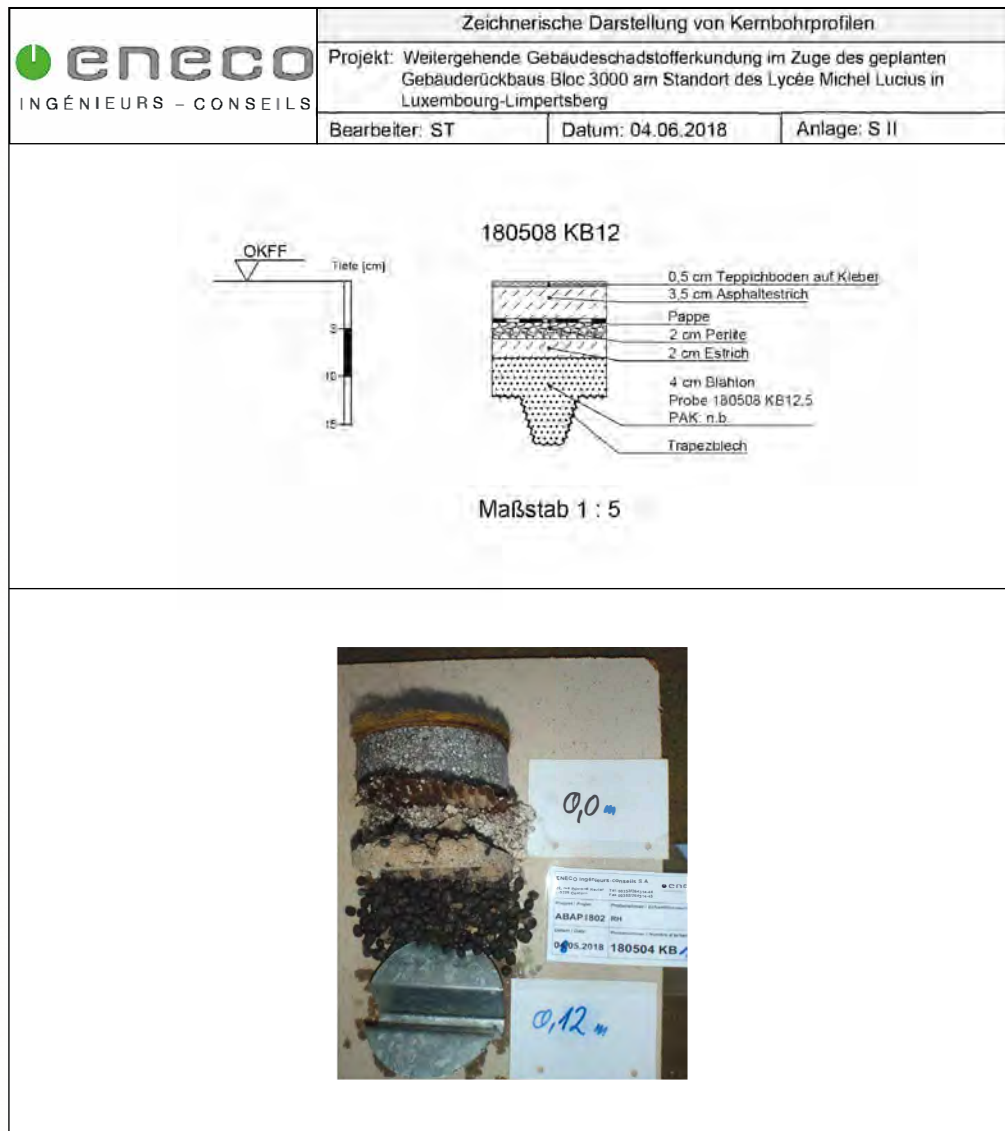 eneco
INGÉNIEURS – CONSEILS
Zeichnerische Darstellung von Kernbohrprofilen
Projekt: Weitergehende Gebäudeschadstofferkundung im Zuge des geplanten
Gebäuderückbaus Bloc 3000 am Standort des Lycée Michel Lucius in
Luxembourg-Limpertsberg
Bearbeiter: ST
Datum: 04.06.2018
Anlage: S II
180508 KB12
OKFF
Tiefe [cm]
5
10
15
0,5 cm Teppichboden auf Kleber
3,5 cm Asphaltestrich
Pappe
2 cm Perlite
2 cm Estrich
4 cm Blähton
Probe 180508 KB12,5
PAK: n.b.
Trapezblech
Maßstab 1 : 5
0,0 m
ENECO Ingénieurs-conseils S.A.
ABAP1802 RH
05.2018 180504 KB
0,12 m